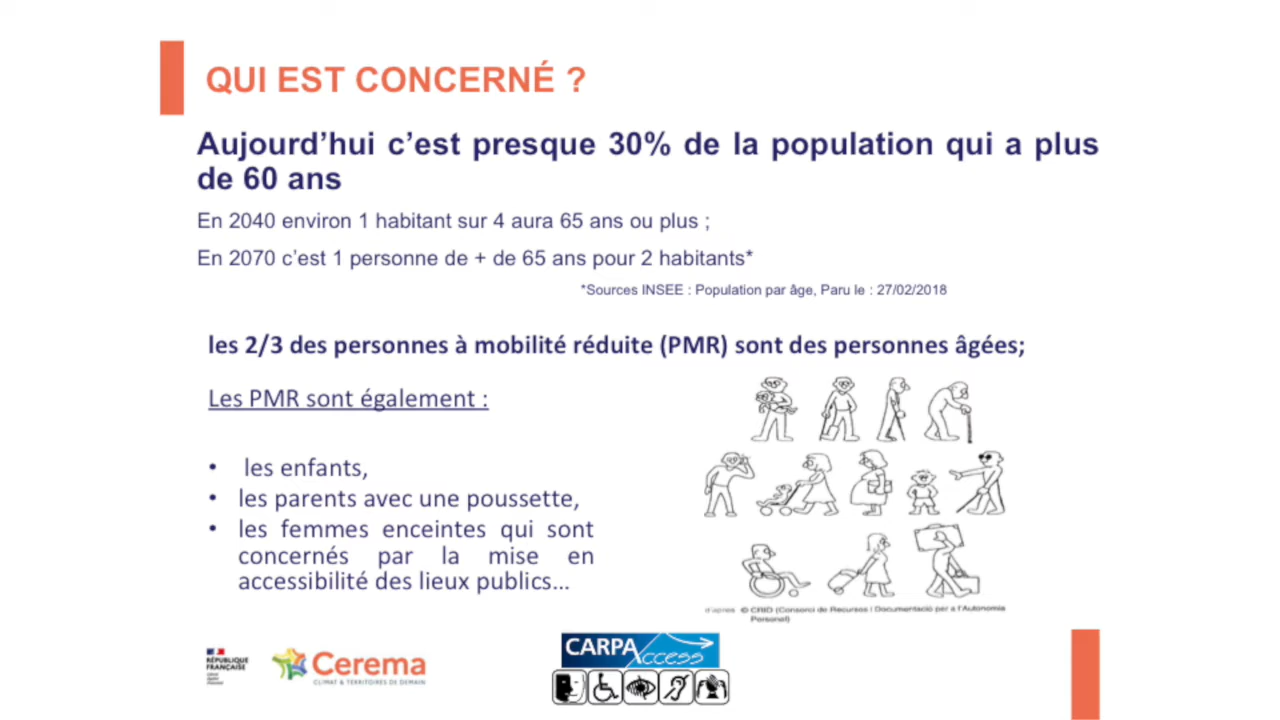 QUI EST CONCERNÉ ?
Aujourd’hui c’est presque 30% de la population qui a plus
de 60 ans
En 2040 environ 1 habitant sur 4 aura 65 ans ou plus ;
En 2070 c’est 1 personne de + de 65 ans pour 2 habitants*
*Sources INSEE : Population par âge, Paru le : 27/02/2018
les 2/3 des personnes à mobilité réduite (PMR) sont des personnes âgées;
Les PMR sont également :
• les enfants,
• les parents avec une poussette,
• les femmes enceintes qui sont
concernés par la mise en
accessibilité des lieux publics…
d'après © CRID (Consorci de Recursos i Documentació per a l'Autonomia
Personal)
RÉPUBLIQUE
FRANÇAISE
Cerema
CLIMAT & TERRITOIRES DE DEMAIN
CARPA
Xccess